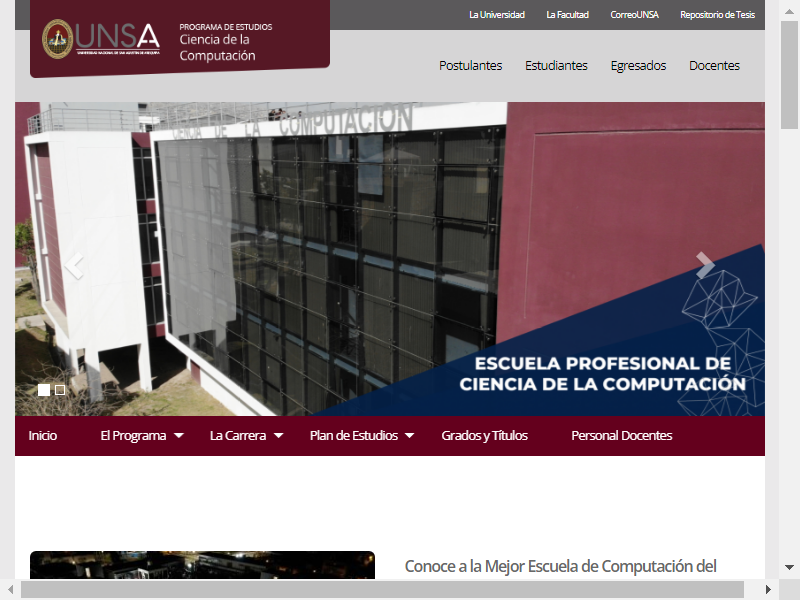 La Universidad La Facultad CorreoUNSA Repositorio de Tesis
UNSA
UNIVERSIDAD NACIONAL DE SAN AGUSTÍN DE AREQUIPA
PROGRAMA DE ESTUDIOS
Ciencia de la
Computación
Postulantes Estudiantes Egresados Docentes
CIENCIA DE LA COMPUTACIÓN
ESCUELA PROFESIONAL DE
CIENCIA DE LA COMPUTACIÓN
Inicio El Programa La Carrera Plan de Estudios Grados y Títulos Personal Docentes
Conoce a la Mejor Escuela de Computación del